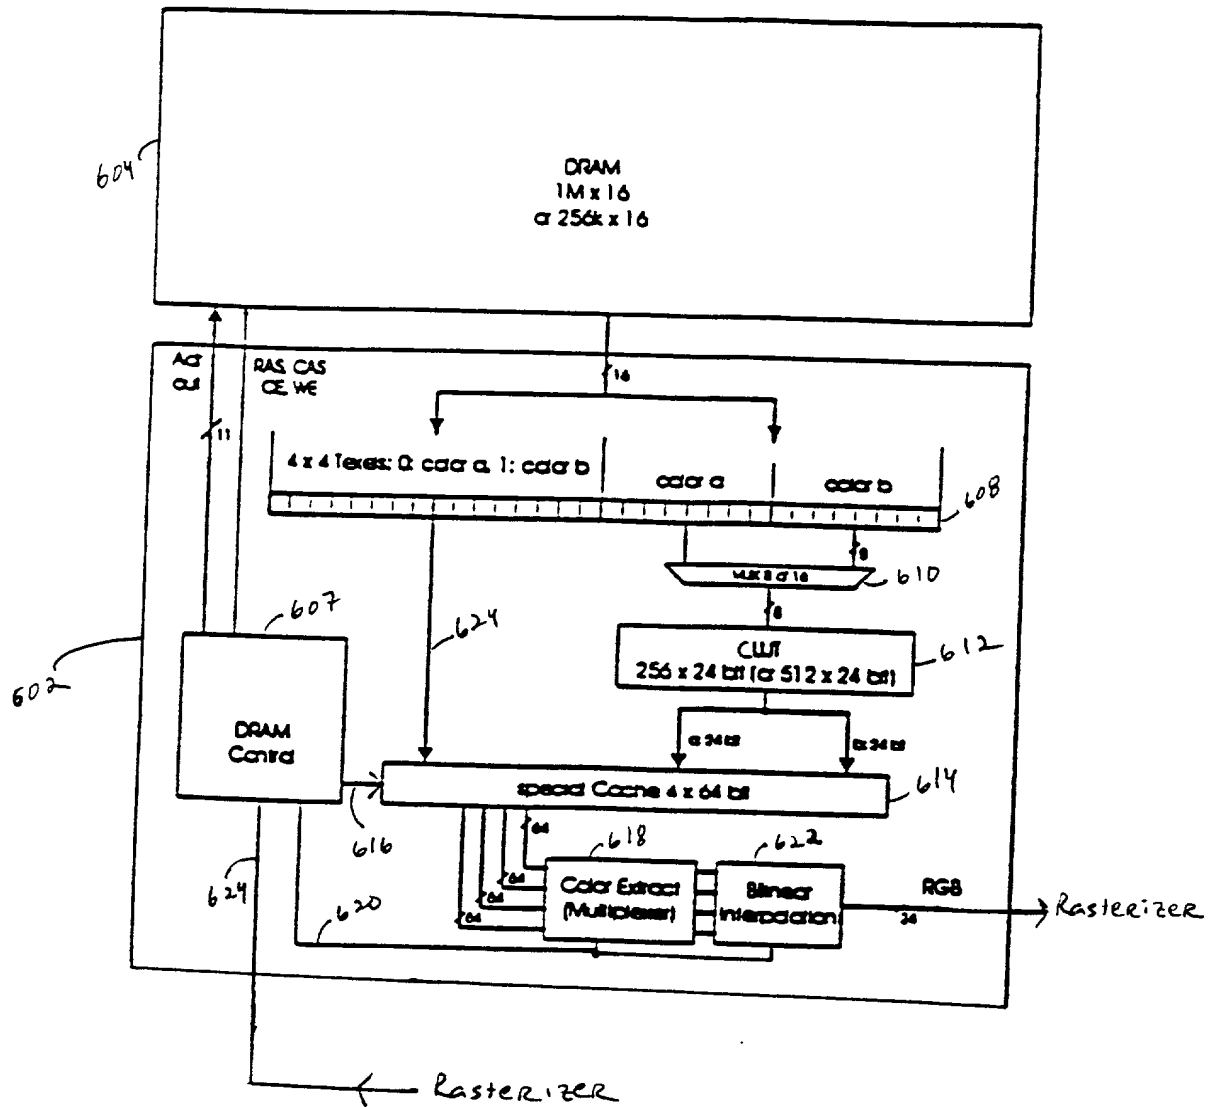 604
DRAM
1M x 16
or 256k x 16
Adr
out
RAS, CAS
OE, WE
16
11
4 x 4 Texels: 0: color a, 1: color b
color a
color b
608
8
Mux 8 or 16
610
8
607
624
CLUT
256 x 24 bit (or 512 x 24 bit)
612
602
DRAM
Control
a: 24 bit
b: 24 bit
special Cache 4 x 64 bit
614
616
64
618
622
64
64
64
Color Extract
(Multiplexer)
Bilinear
Interpolation
RGB
24
Rasterizer
624
620
Rasterizer